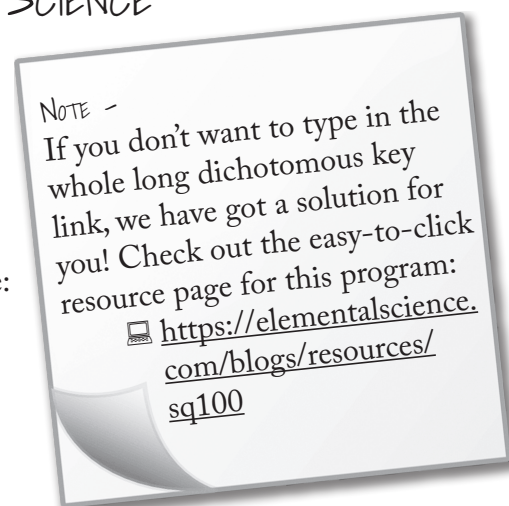 SCIENCE
NOTE –
If you don't want to type in the
whole long dichotomous key
link, we have got a solution for
you! Check out the easy-to-click
resource page for this program:
https://elementalscience.
com/blogs/resources/
sq100